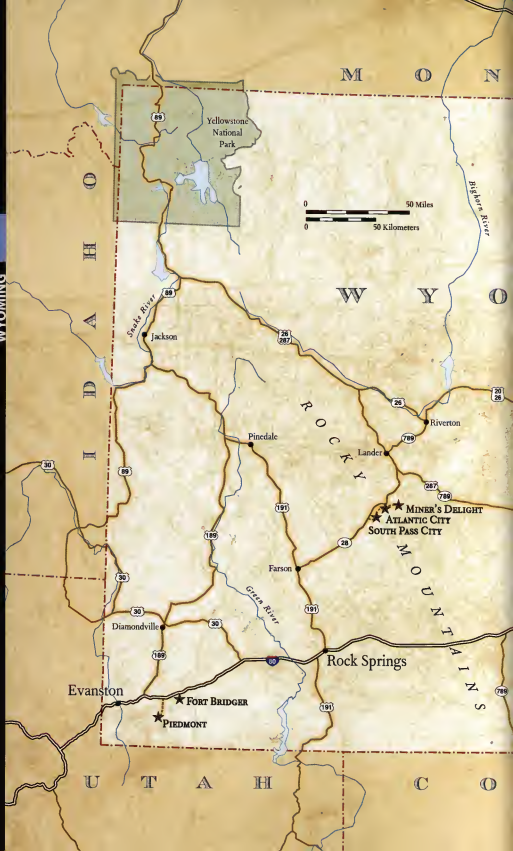 M O N
89
Yellowstone
National
Park
0 50 Miles
0 50 Kilometers
Bighorn River
I D A H O
WYOMING
W Y O
89
Snake River
Jackson
26
287
20
26
26
Riverton
R O C K Y
Pinedale
789
Lander
30
89
287
789
191
MINER'S DELIGHT
ATLANTIC CITY
SOUTH PASS CITY
189
28
M O U N T A I N S
Farson
30
Green River
191
30
30
Diamondville
189
80
Rock Springs
789
Evanston
FORT BRIDGER
191
PIEDMONT
U T A H C O